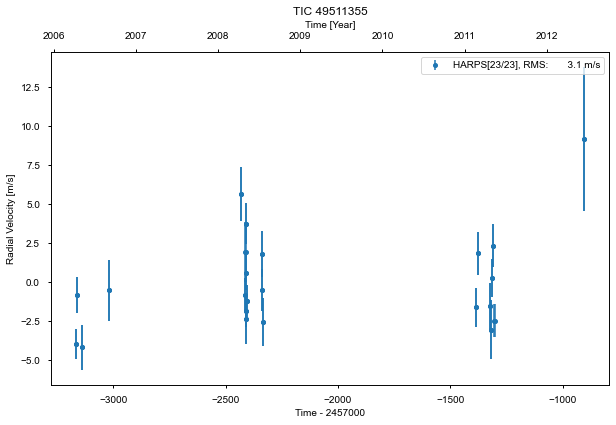 TIC 49511355
Time [Year]
2006 2007 2008 2009 2010 2011 2012
HARPS[23/23], RMS: 3.1 m/s
12.5
10.0
7.5
5.0
2.5
0.0
−2.5
−5.0
Radial Velocity [m/s]
−3000 −2500 −2000 −1500 −1000
Time - 2457000